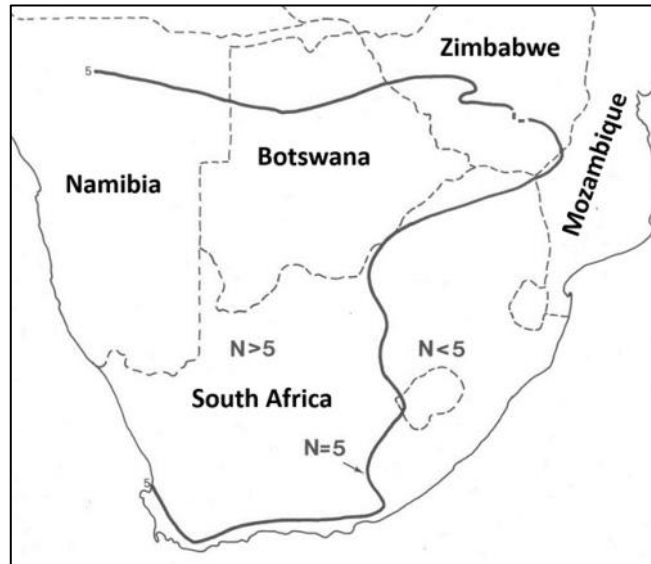 Zimbabwe
5
Botswana
Mozambique
Namibia
N>5
N<5
South Africa
N=5
5